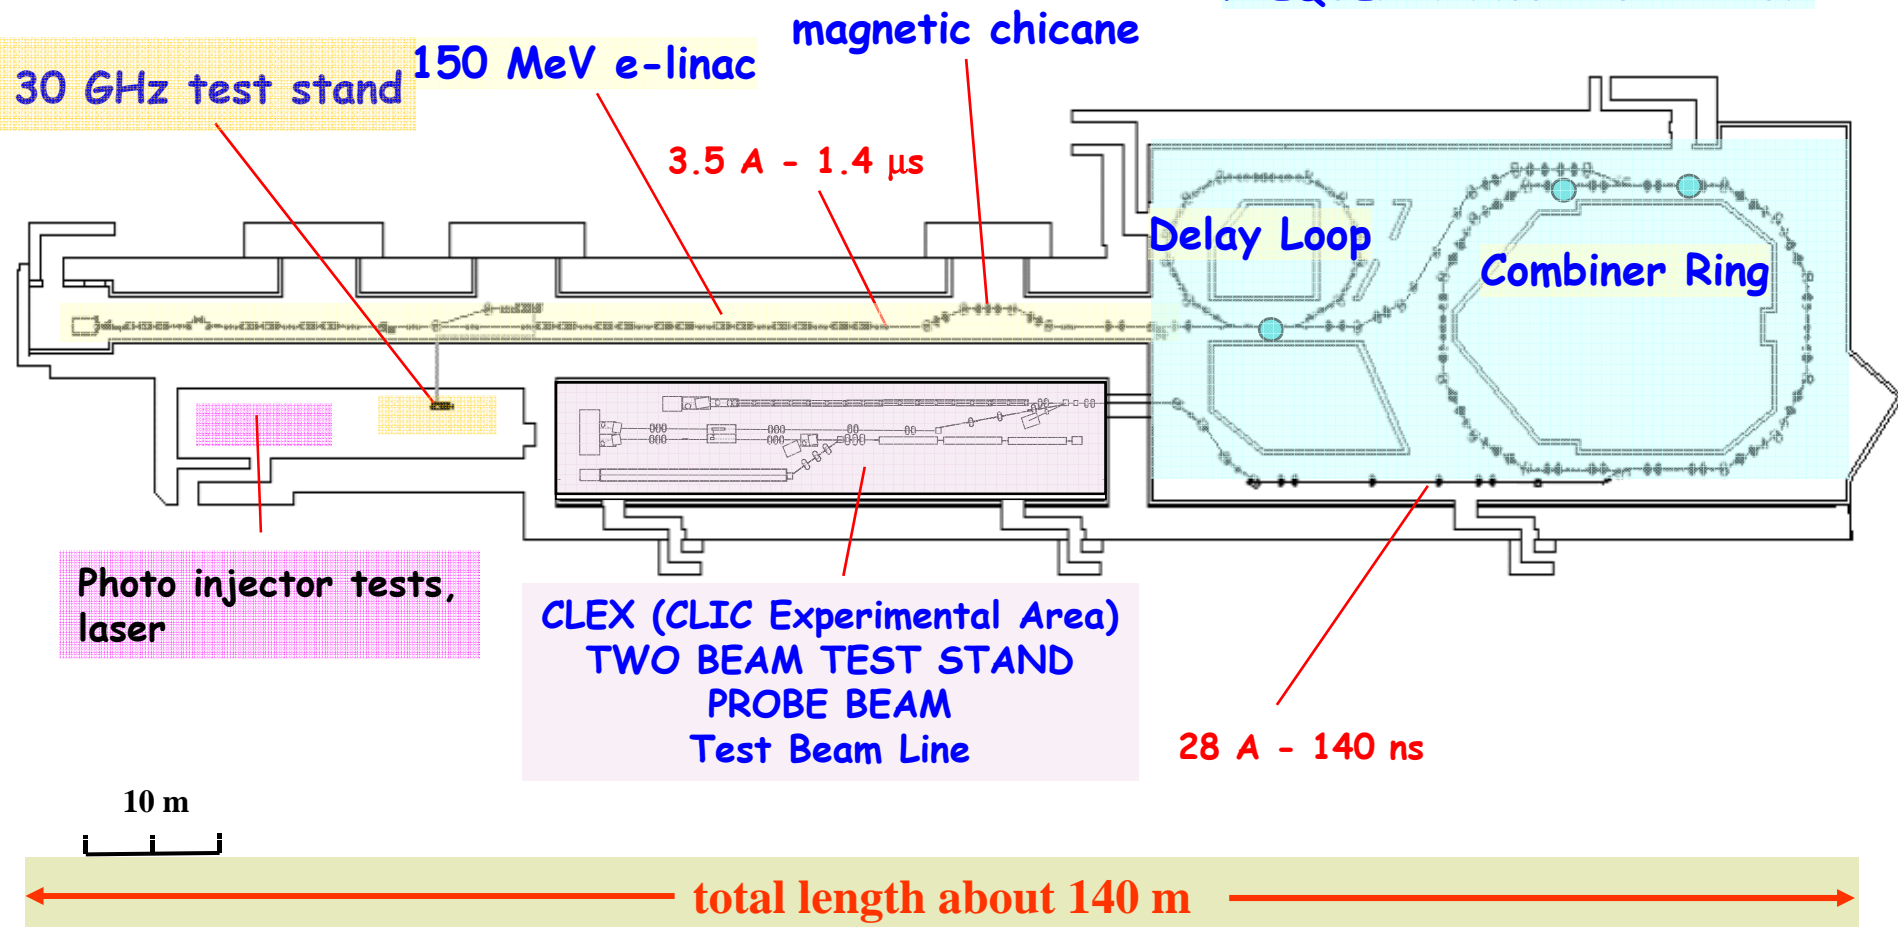 magnetic chicane
150 MeV e-linac
30 GHz test stand
3.5 A - 1.4 μs
Delay Loop
Combiner Ring
Photo injector tests,
laser
CLEX (CLIC Experimental Area)
TWO BEAM TEST STAND
PROBE BEAM
Test Beam Line
28 A - 140 ns
10 m
total length about 140 m